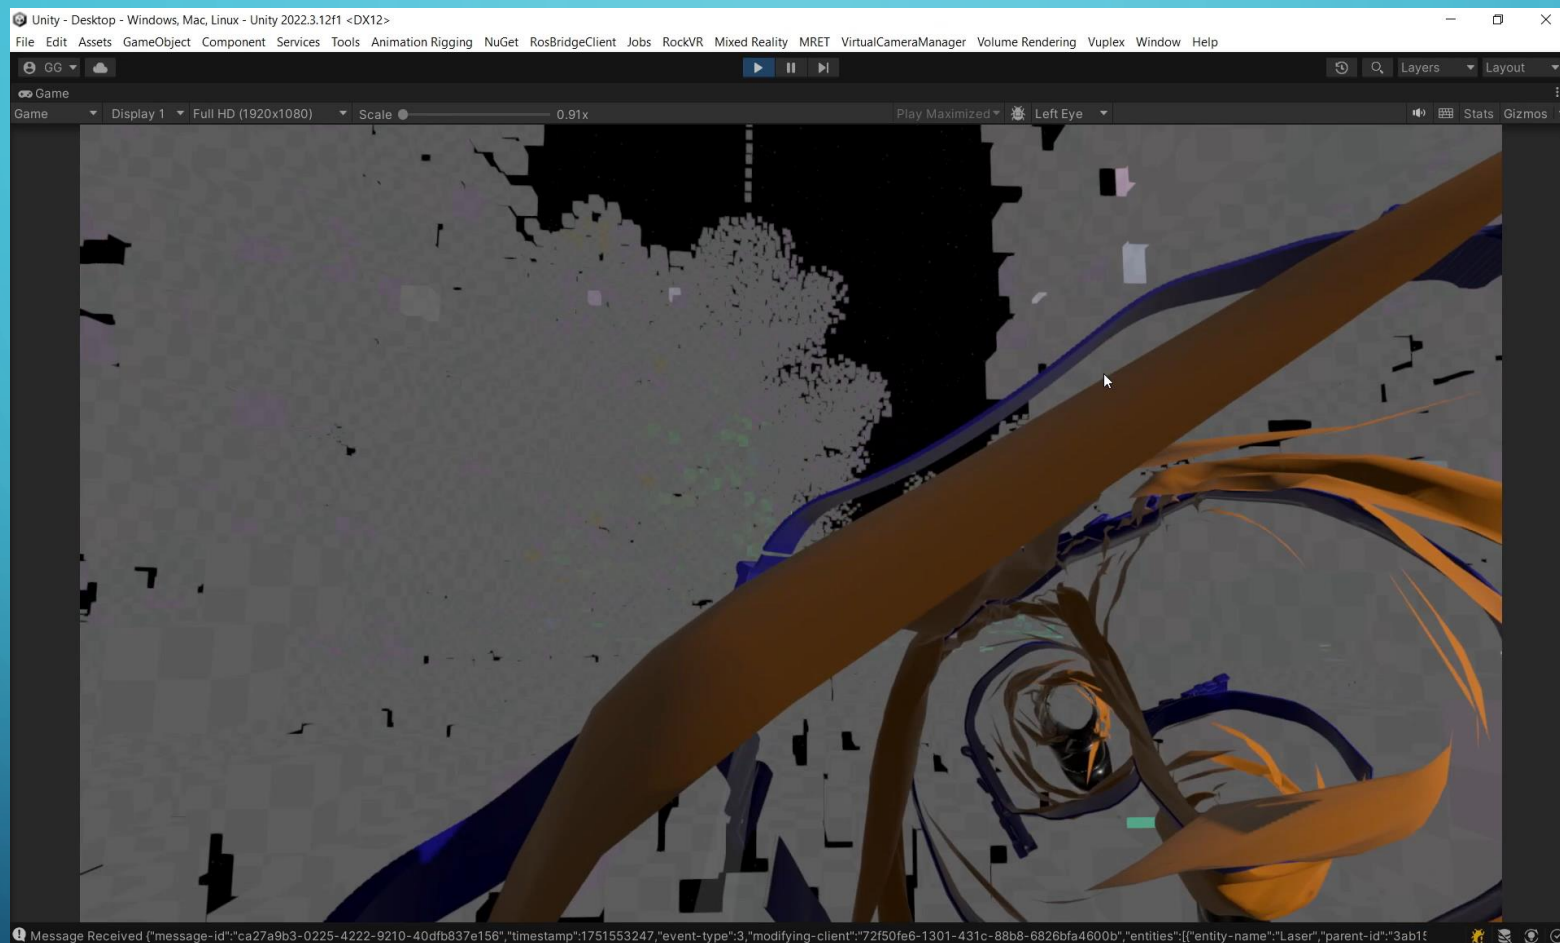 Unity - Desktop - Windows, Mac, Linux - Unity 2022.3.12f1 <DX12>
File Edit Assets GameObject Component Services Tools Animation Rigging NuGet RosBridgeClient Jobs RockVR Mixed Reality MRET VirtualCameraManager Volume Rendering Vuplex Window Help
GG Layers Layout
Game
Game Display 1 Full HD (1920x1080) Scale 0.91x Play Maximized Left Eye Stats Gizmos
Message Received {"message-id":"ca27a9b3-0225-4222-9210-40dfb837e156","timestamp":1751553247,"event-type":3,"modifying-client":"72f50fe6-1301-431c-88b8-6826bfa4600b","entities":[{"entity-name":"Laser","parent-id":"3ab15